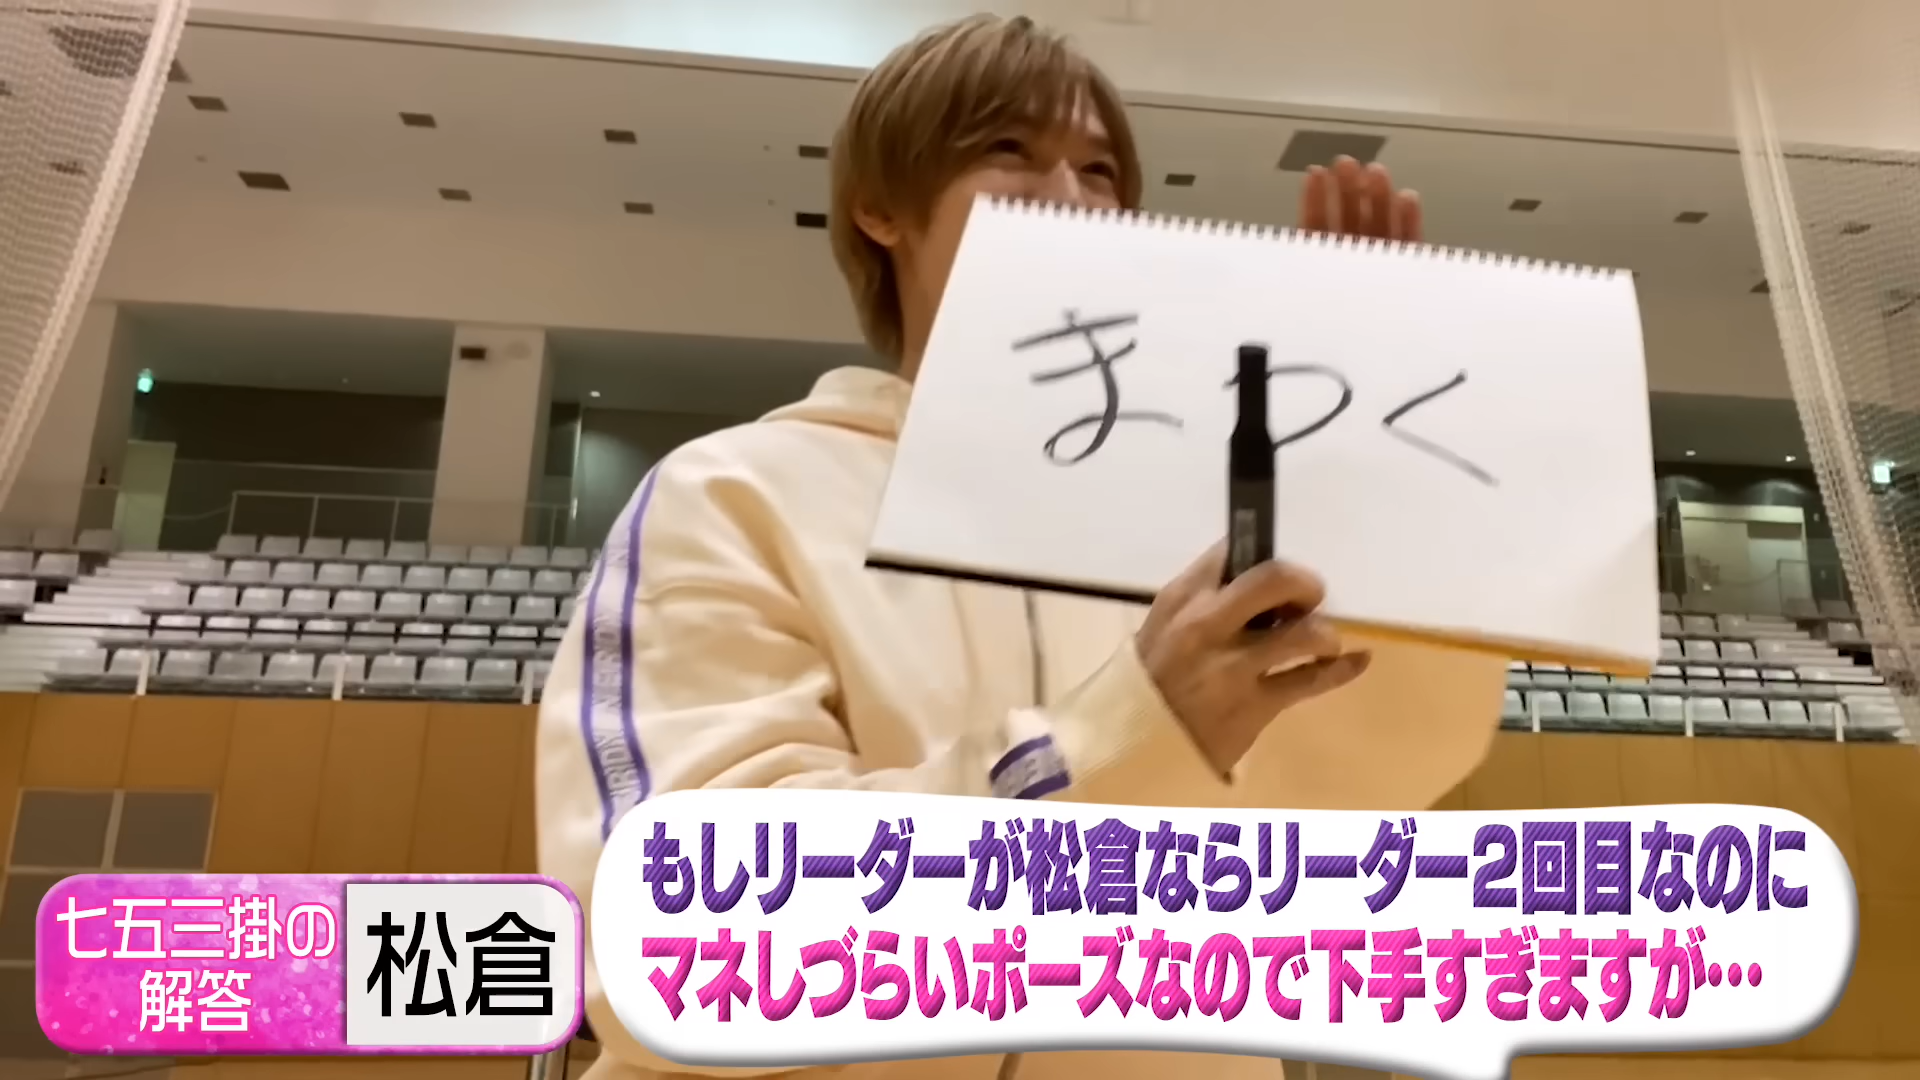 まつく
もしリーダーが松倉ならリーダー2回目なのに
マネしづらいポーズなので下手すぎますが…
七五三掛の
解答
松倉